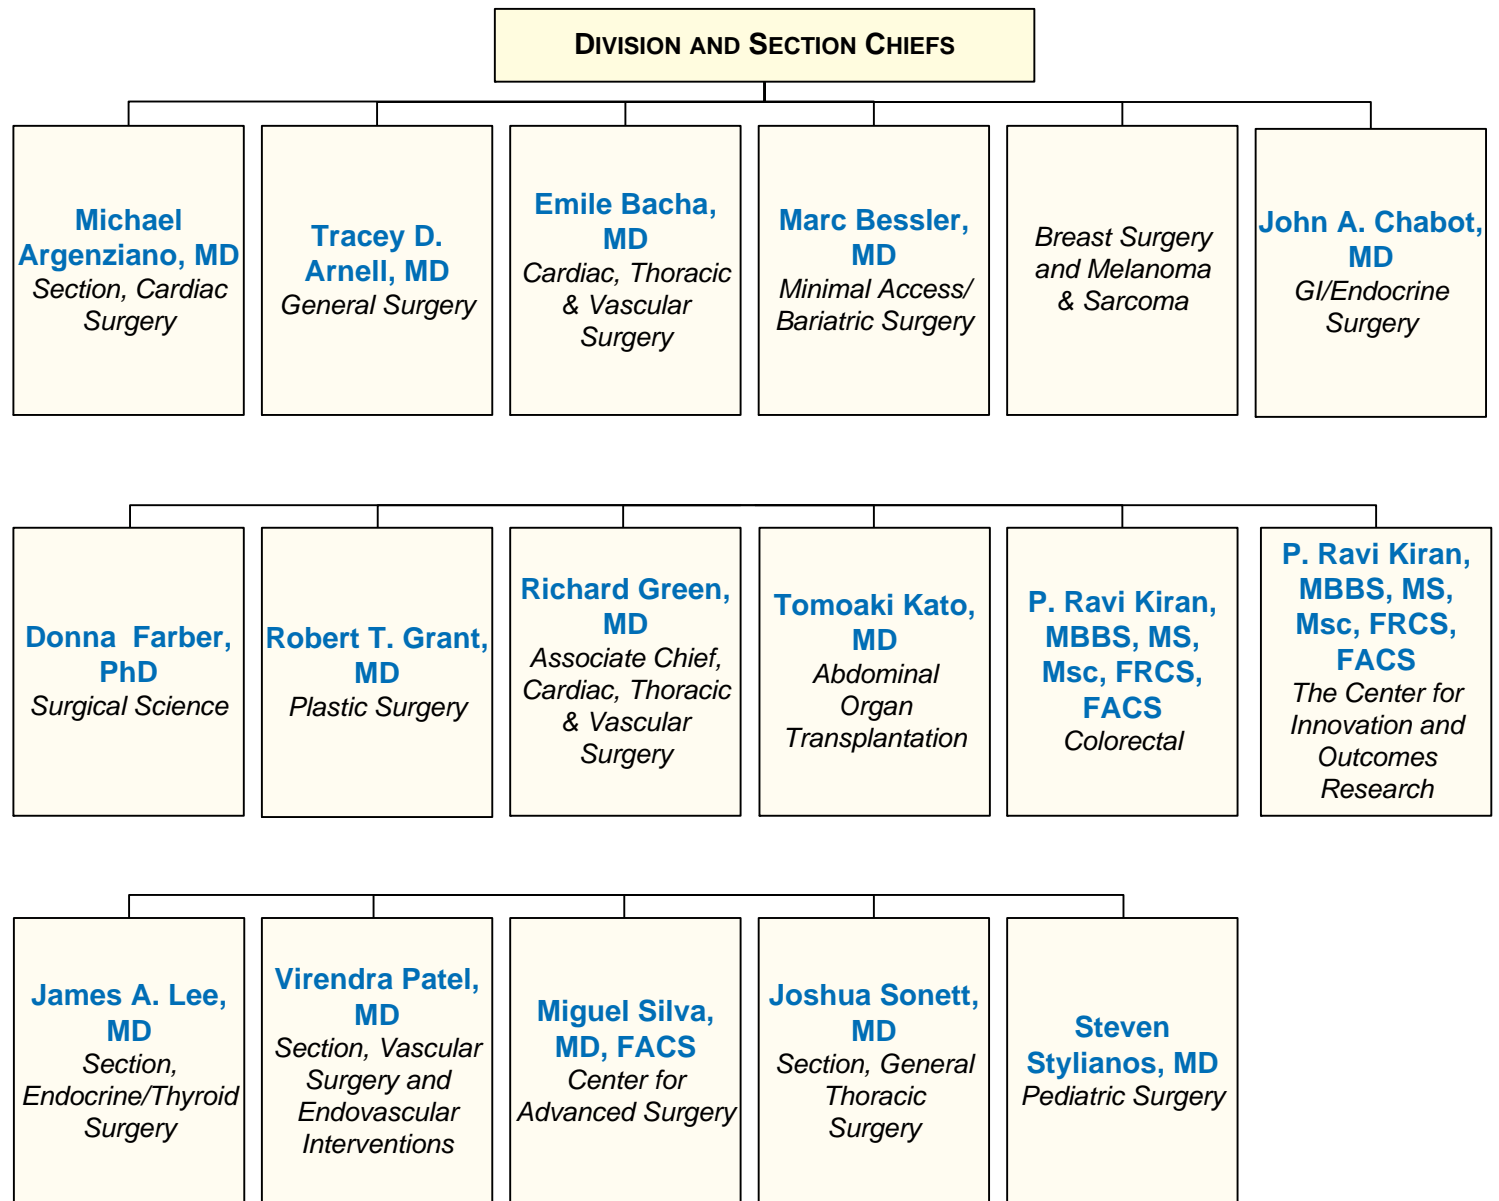 DIVISION AND SECTION CHIEFS
Michael
Argenziano, MD
Section, Cardiac
Surgery
Tracey D.
Arnell, MD
General Surgery
Emile Bacha,
MD
Cardiac, Thoracic
& Vascular
Surgery
Marc Bessler,
MD
Minimal Access/
Bariatric Surgery
Breast Surgery
and Melanoma
& Sarcoma
John A. Chabot,
MD
GI/Endocrine
Surgery
Donna Farber,
PhD
Surgical Science
Robert T. Grant,
MD
Plastic Surgery
Richard Green,
MD
Associate Chief,
Cardiac, Thoracic
& Vascular
Surgery
Tomoaki Kato,
MD
Abdominal
Organ
Transplantation
P. Ravi Kiran,
MBBS, MS,
Msc, FRCS,
FACS
Colorectal
P. Ravi Kiran,
MBBS, MS,
Msc, FRCS,
FACS
The Center for
Innovation and
Outcomes
Research
James A. Lee,
MD
Section,
Endocrine/Thyroid
Surgery
Virendra Patel,
MD
Section, Vascular
Surgery and
Endovascular
Interventions
Miguel Silva,
MD, FACS
Center for
Advanced Surgery
Joshua Sonett,
MD
Section, General
Thoracic
Surgery
Steven
Stylianos, MD
Pediatric Surgery